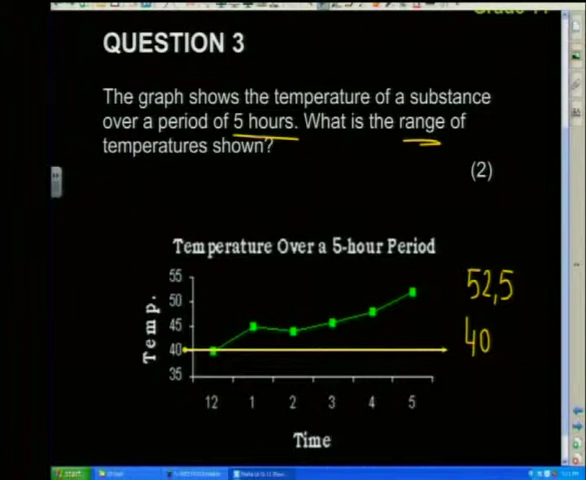 QUESTION 3
The graph shows the temperature of a substance
over a period of 5 hours. What is the range of
temperatures shown?
(2)
Temperature Over a 5-hour Period
55
50
45
40
35
Temp.
12 1 2 3 4 5
Time
52,5
40
start